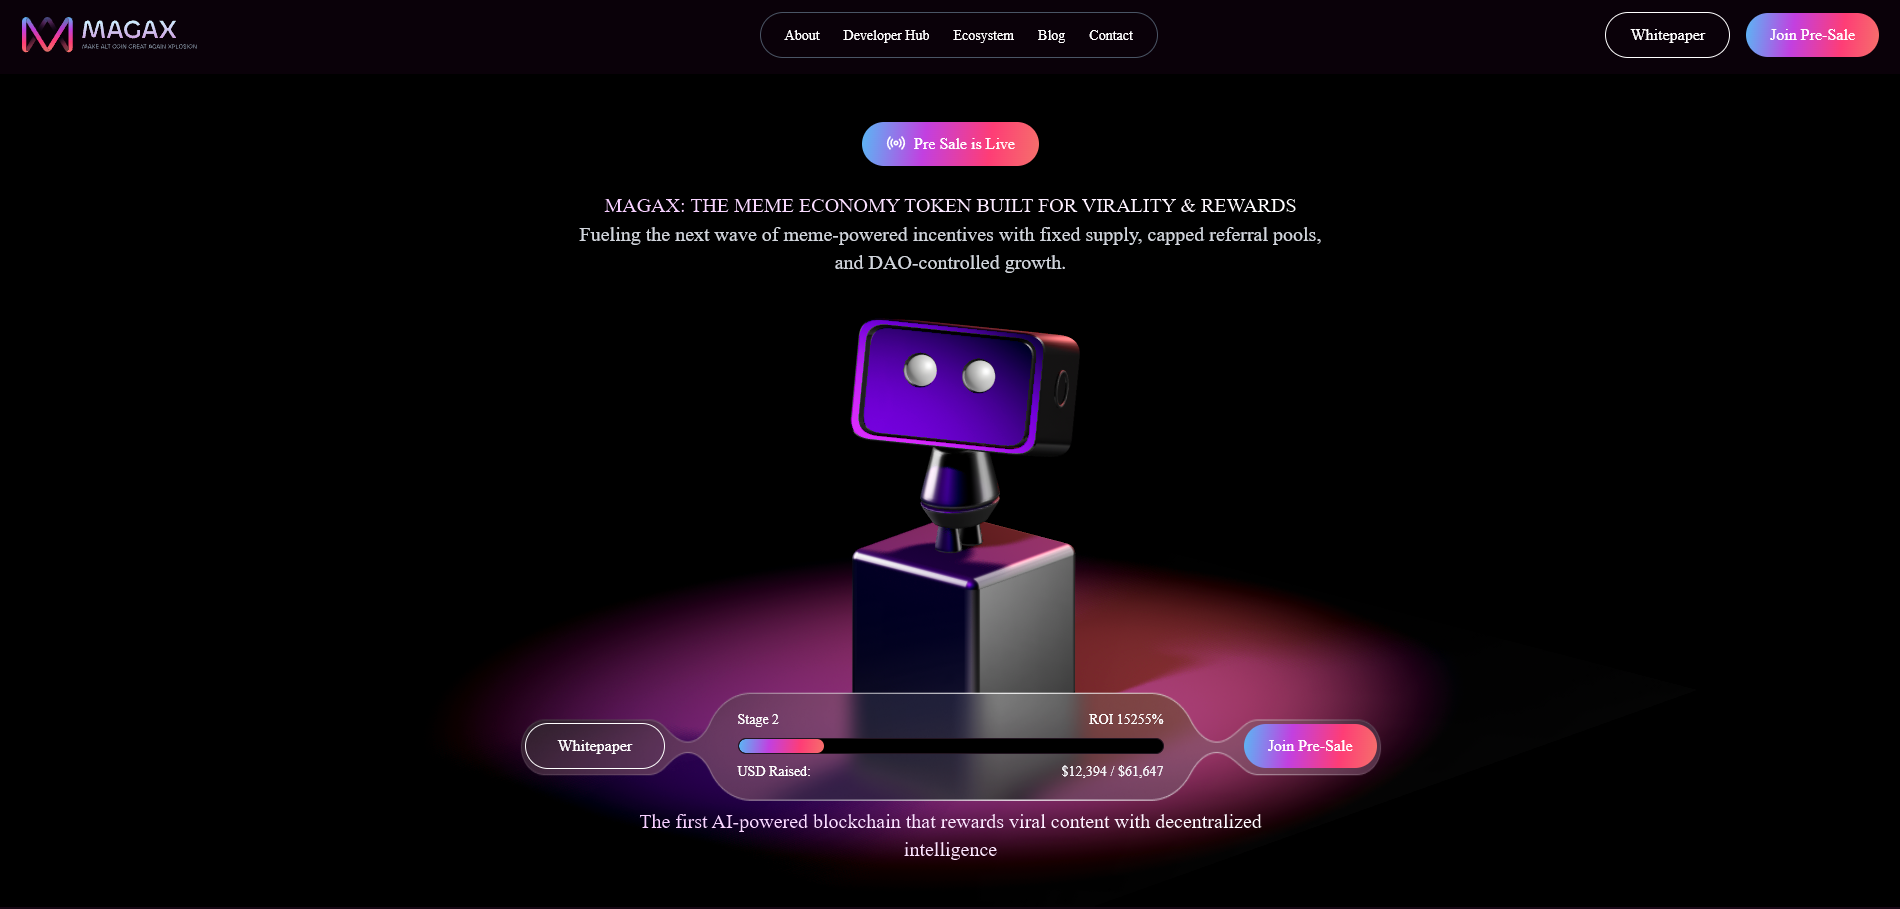 MAGAX
MAKE ALT COIN GREAT AGAIN XPLOSION
About
Developer Hub
Ecosystem
Blog
Contact
Whitepaper
Join Pre-Sale
Pre Sale is Live
MAGAX: THE MEME ECONOMY TOKEN BUILT FOR VIRALITY & REWARDS
Fueling the next wave of meme-powered incentives with fixed supply, capped referral pools,
and DAO-controlled growth.
Whitepaper
Stage 2
ROI 15255%
USD Raised:
$12,394 / $61,647
Join Pre-Sale
The first AI-powered blockchain that rewards viral content with decentralized
intelligence